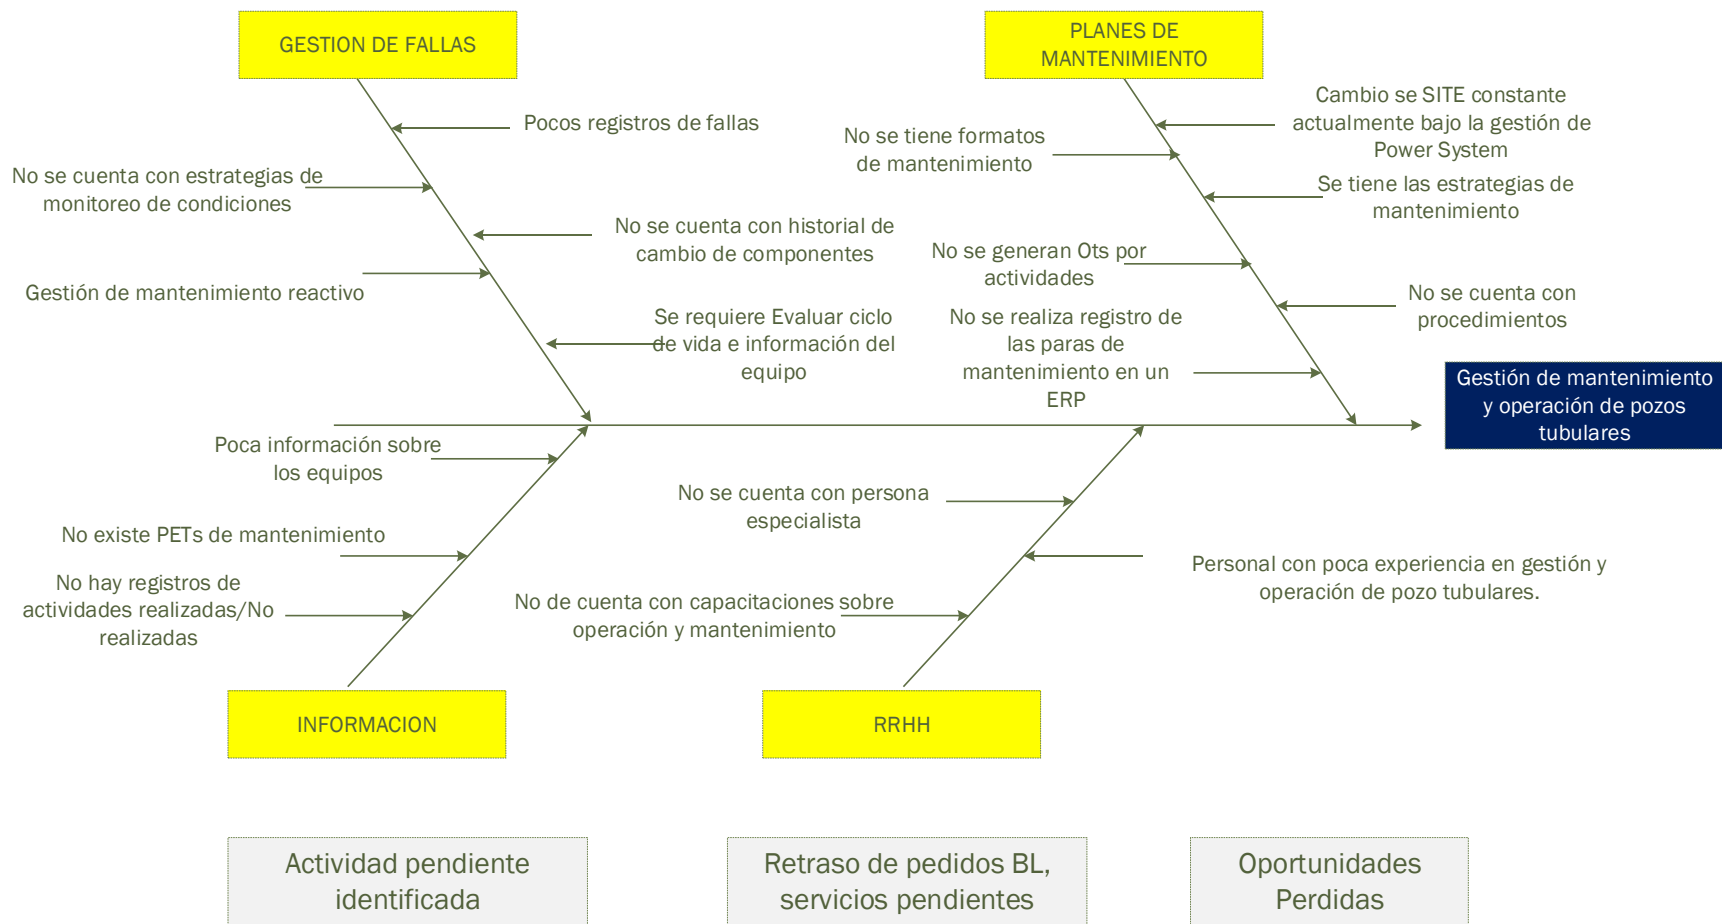 GESTION DE FALLAS
PLANES DE
MANTENIMIENTO
Pocos registros de fallas
No se cuenta con estrategias de
monitoreo de condiciones
No se cuenta con historial de
cambio de componentes
Gestión de mantenimiento reactivo
Se requiere Evaluar ciclo
de vida e información del
equipo
Cambio se SITE constante
actualmente bajo la gestión de
Power System
No se tiene formatos
de mantenimiento
Se tiene las estrategias de
mantenimiento
No se generan Ots por
actividades
No se cuenta con
procedimientos
No se realiza registro de
las paras de
mantenimiento en un
ERP
Gestión de mantenimiento
y operación de pozos
tubulares
Poca información sobre
los equipos
No existe PETs de mantenimiento
No hay registros de
actividades realizadas/No
realizadas
No se cuenta con persona
especialista
Personal con poca experiencia en gestión y
operación de pozo tubulares.
No de cuenta con capacitaciones sobre
operación y mantenimiento
INFORMACION
RRHH
Actividad pendiente
identificada
Retraso de pedidos BL,
servicios pendientes
Oportunidades
Perdidas